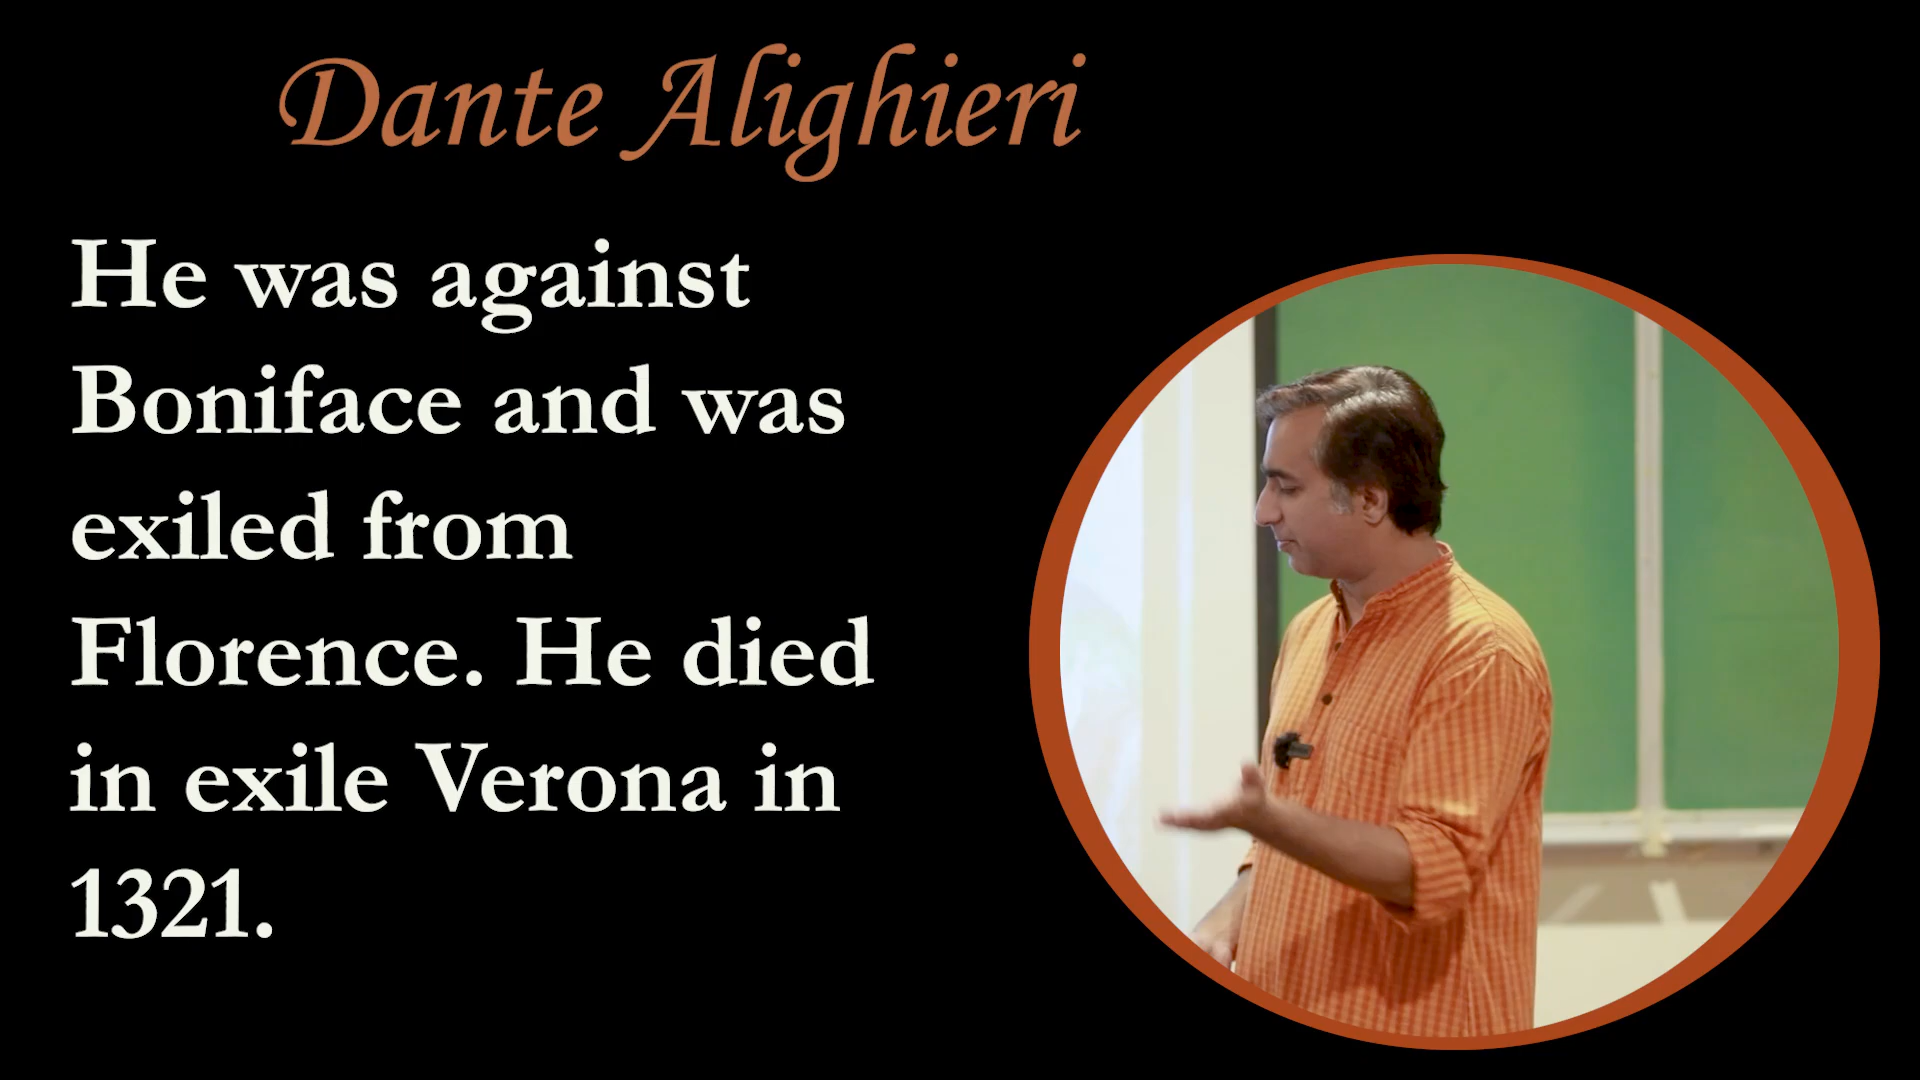 Dante Alighieri
He was against
Boniface and was
exiled from
Florence. He died
in exile Verona in
1321.